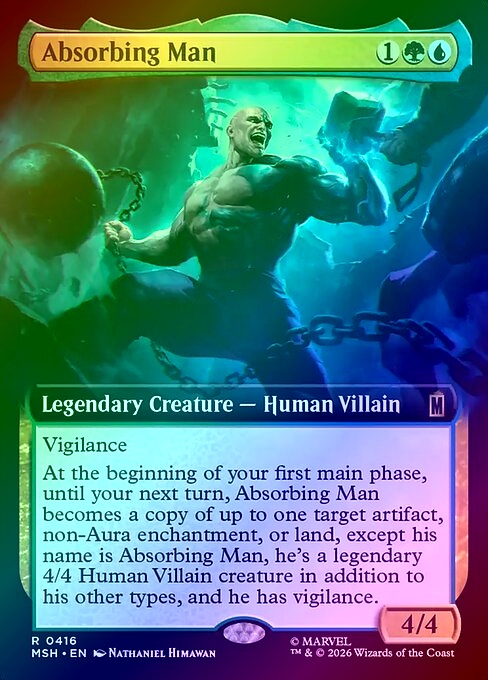 Absorbing Man 1
Legendary Creature — Human Villain M
Vigilance
At the beginning of your first main phase,
until your next turn, Absorbing Man
becomes a copy of up to one target artifact,
non-Aura enchantment, or land, except his
name is Absorbing Man, he's a legendary
4/4 Human Villain creature in addition to
his other types, and he has vigilance.
4/4
R 0416
MSH • EN Nathaniel Himawan
© MARVEL
™ & © 2026 Wizards of the Coast